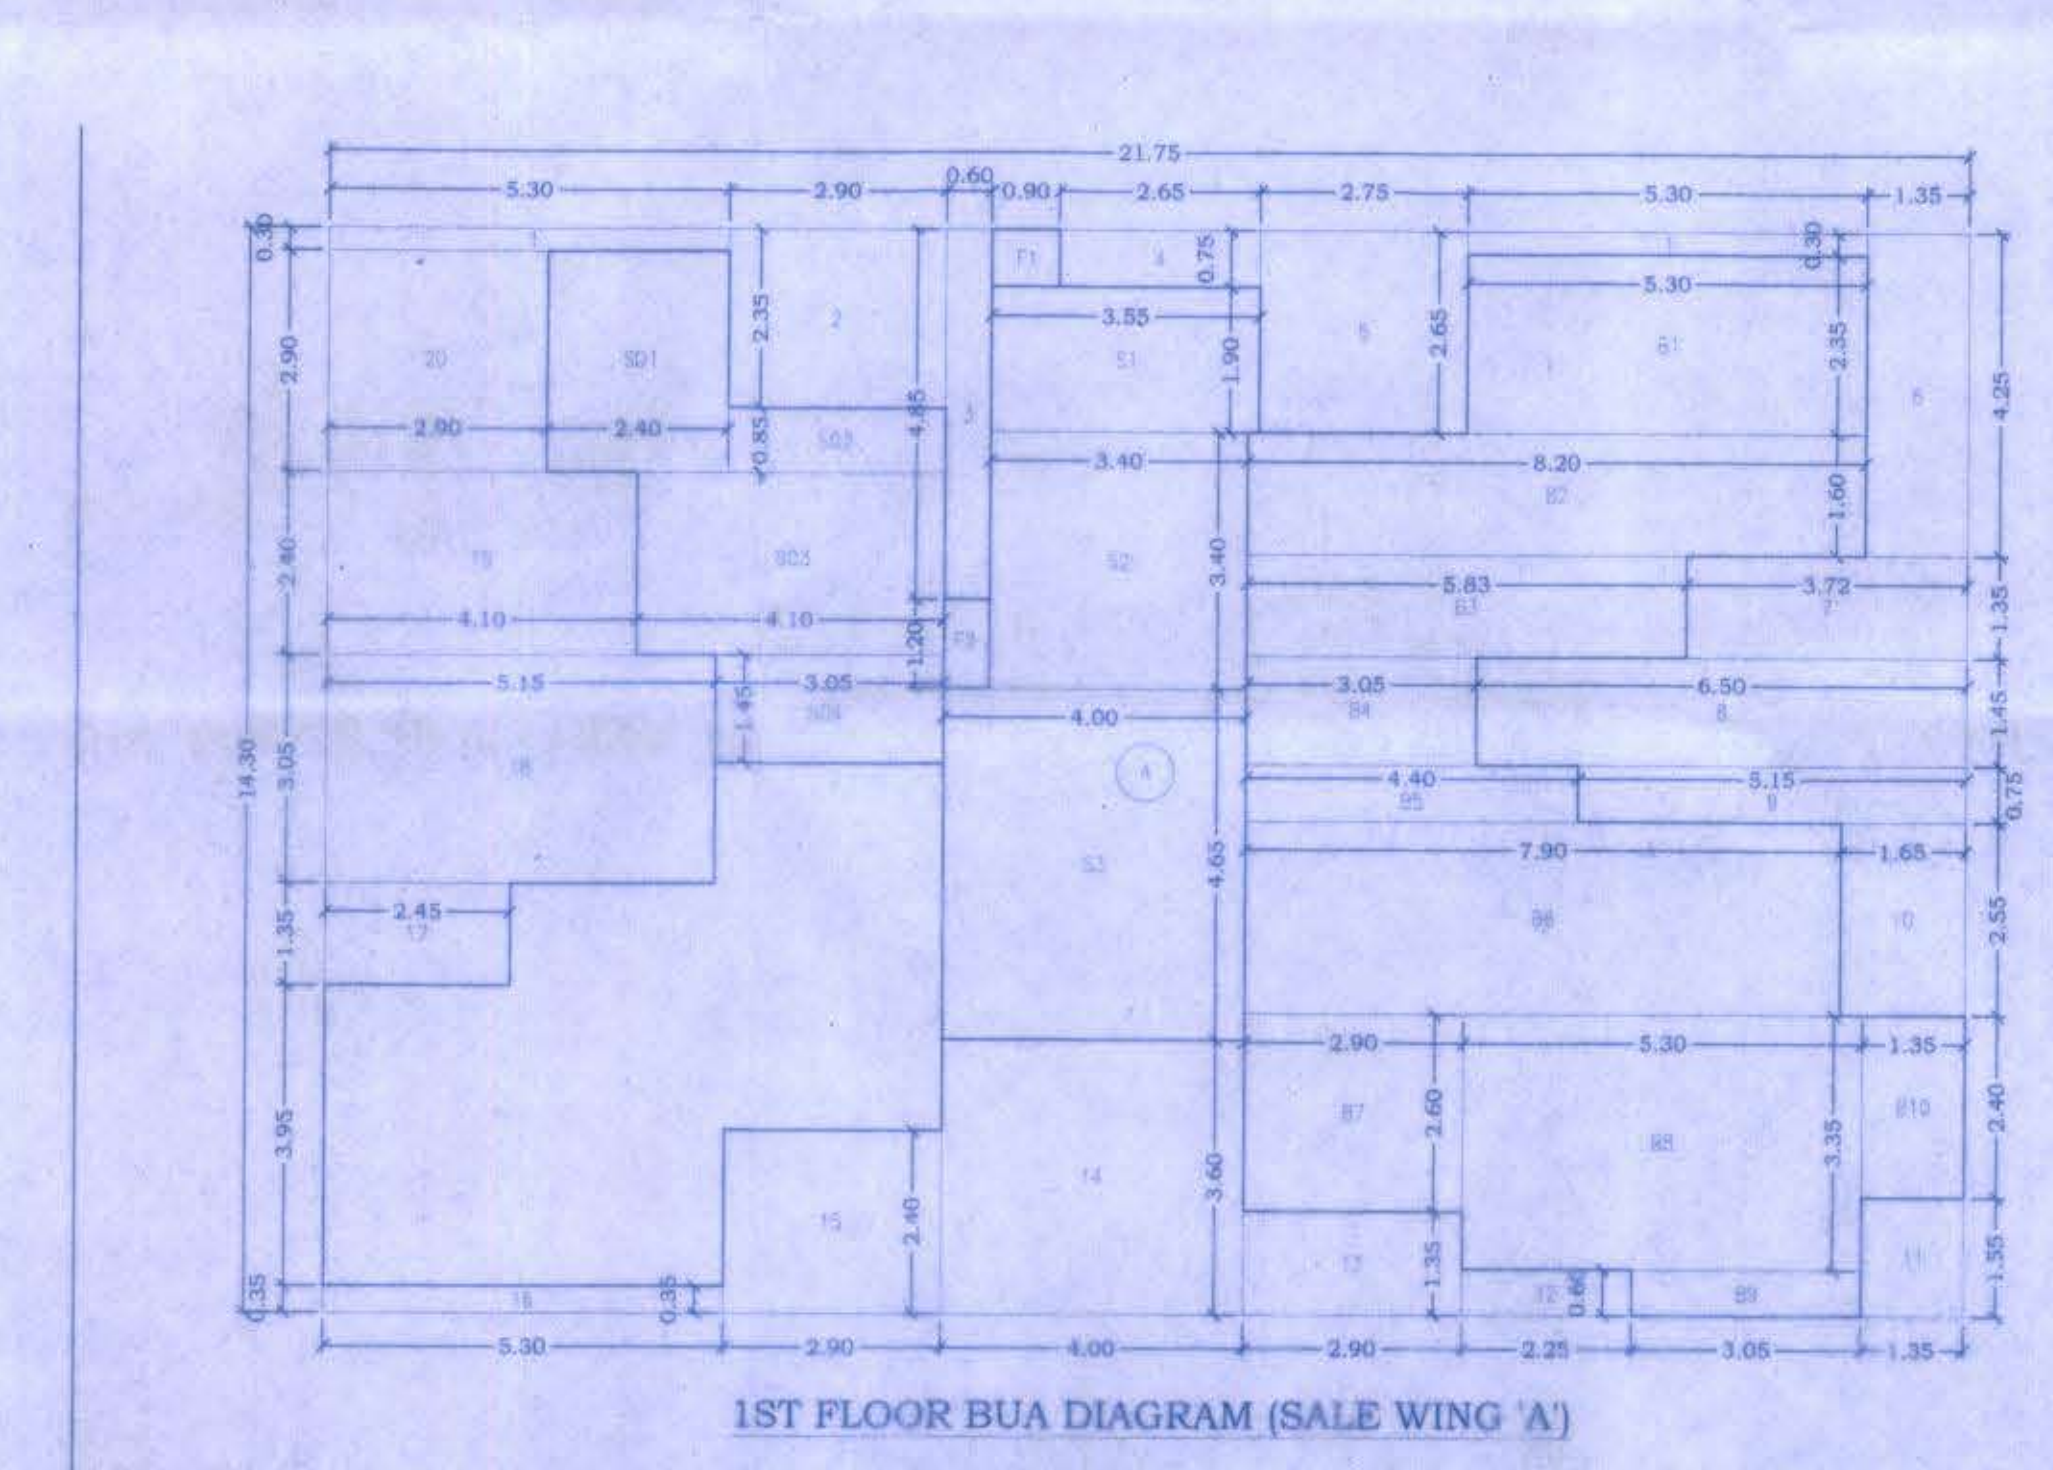 21.75
5.30 2.90 0.60 0.90 2.65 2.75 5.30 1.35
0.30 1 F1 4 0.75 1 0.30
5.30
2.35 2 3.55
2.90 20 SD1 S1 1.90 5 2.65 B1 2.35 6 4.25
2.90 2.40 0.85 4.85 3
3.40 8.20
B2 1.60
2.40 S2 3.40
5.83 3.72
B3 7 1.35
4.10 4.10 1.20
5.15 3.05 3.05 6.50
1.45 4.00 B4 8 1.45
14.30 3.05 18 A 4.40 5.15 0.75
B5 9
S3 4.65 7.90 1.65
2.45 1.35 10 2.55
2.90 5.30 1.35
3.95 B7 2.60 3.35 B10 2.40
14 3.60
15 2.40
1.35 11 1.55
0.35 0.35 B9
5.30 2.90 4.00 2.90 2.25 3.05 1.35
1ST FLOOR BUA DIAGRAM (SALE WING 'A')